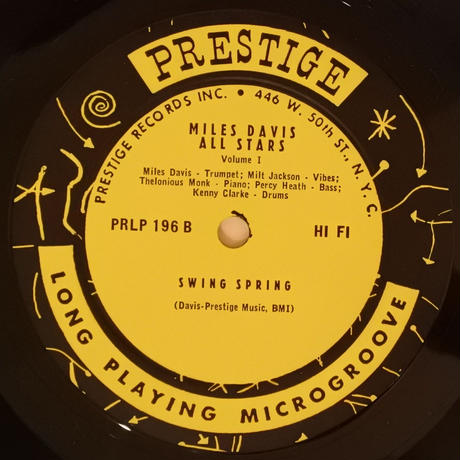 PRESTIGE
PRESTIGE RECORDS INC. • 446 W. 50th ST., N.Y.C.
MILES DAVIS
ALL STARS
Volume I
Miles Davis - Trumpet; Milt Jackson - Vibes;
Thelonious Monk - Piano; Percy Heath - Bass;
Kenny Clarke - Drums
PRLP 196 B HI FI
SWING SPRING
(Davis-Prestige Music, BMI)
LONG PLAYING MICROGROOVE